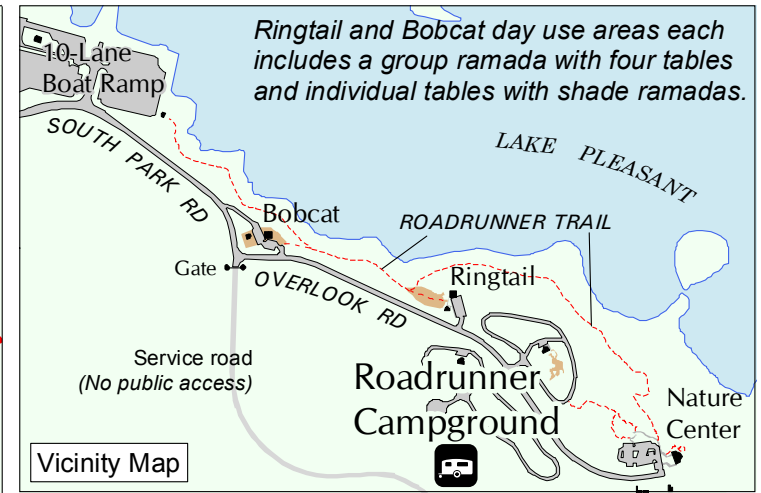 Ringtail and Bobcat day use areas each
includes a group ramada with four tables
and individual tables with shade ramadas.
10-Lane
Boat Ramp
SOUTH PARK RD
LAKE PLEASANT
Bobcat
ROADRUNNER TRAIL
Gate
OVERLOOK RD
Ringtail
Service road
(No public access)
Roadrunner
Campground
Nature
Center
Vicinity Map